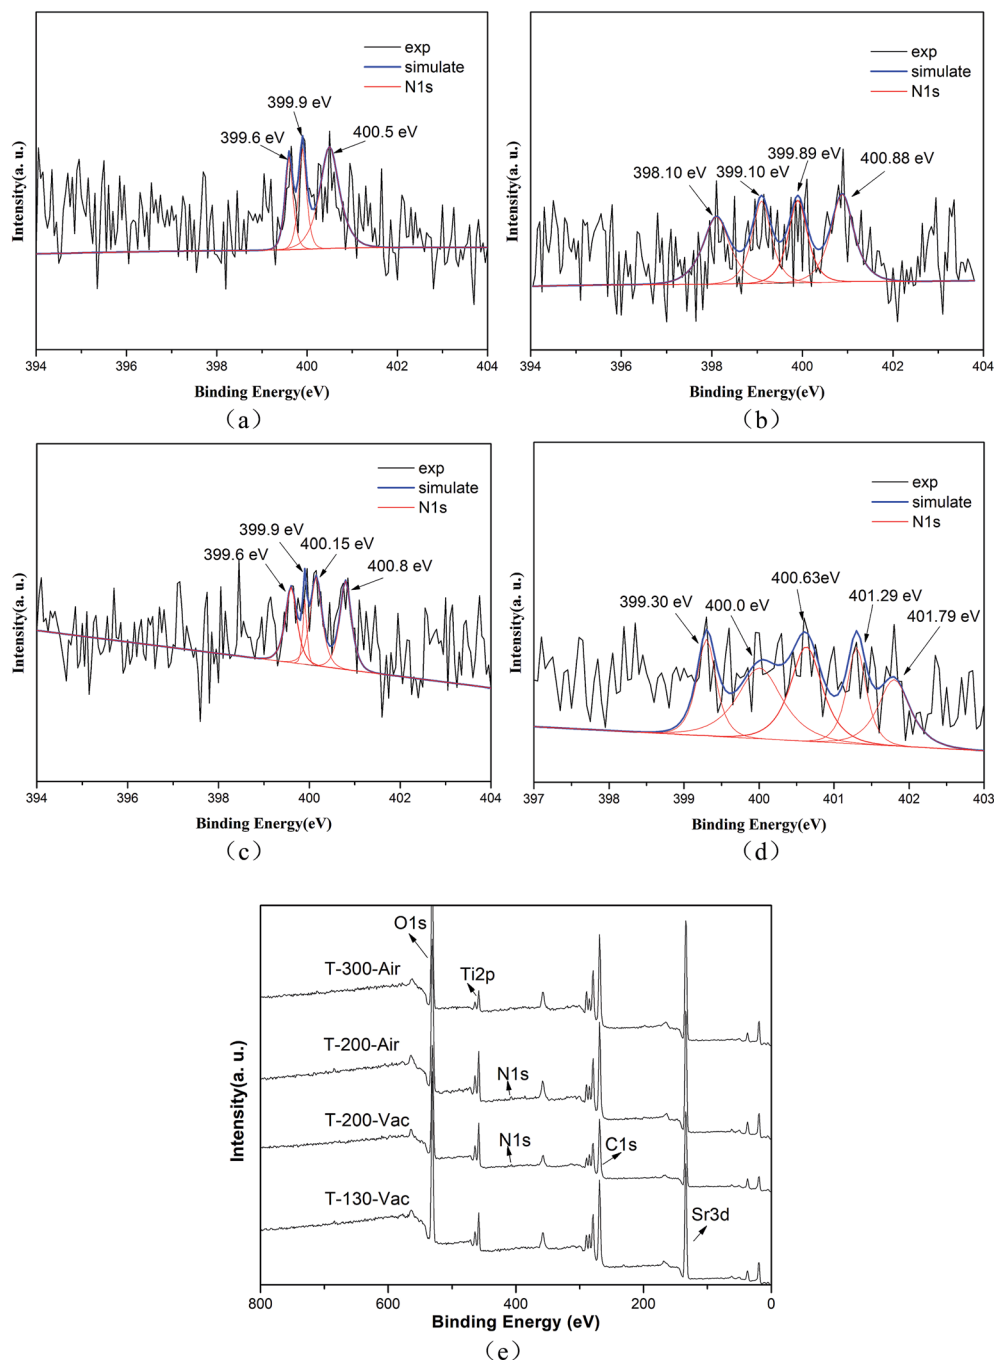 exp
simulate
N1s
399.9 eV
399.6 eV
400.5 eV
Intensity(a. u.)
394
396
398
400
402
404
Binding Energy(eV)
（a）
exp
simulate
N1s
398.10 eV
399.10 eV
399.89 eV
400.88 eV
Intensity(a. u.)
394
396
398
400
402
404
Binding Energy(eV)
（b）
exp
simulate
N1s
399.9 eV
399.6 eV
400.15 eV
400.8 eV
Intensity(a. u.)
394
396
398
400
402
404
Binding Energy(eV)
（c）
exp
simulate
N1s
399.30 eV
400.0 eV
400.63eV
401.29 eV
401.79 eV
Intensity(a. u.)
397
398
399
400
401
402
403
Binding Energy(eV)
（d）
O1s
T-300-Air
Ti2p
T-200-Air
N1s
T-200-Vac
N1s
C1s
T-130-Vac
Sr3d
Intensity(a. u.)
800
600
400
200
0
Binding Energy (eV)
（e）